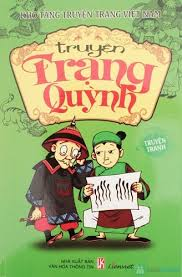 KHO TÀNG TRUYỆN TRẠNG VIỆT NAM
truyện
Trạng
Quỳnh
TRUYỆN TRANH
NHÀ XUẤT BẢN
VĂN HÓA THÔNG TIN